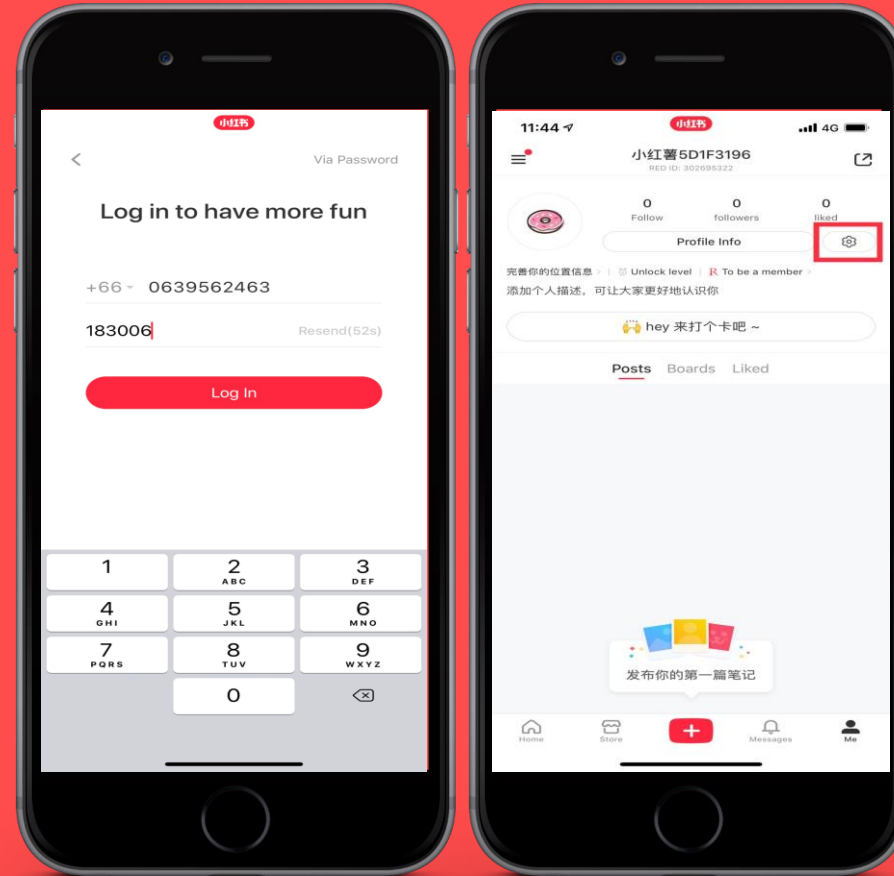 小红书
Via Password
Log in to have more fun
+66 0639562463
183006 Resend(52s)
Log In
1 2 3
ABC DEF
4 5 6
GHI JKL MNO
7 8 9
PQRS TUV WXYZ
0
11:44 小红书 4G
小红薯5D1F3196
RED ID: 302695322
0 0 0
Follow followers liked
Profile Info
完善你的位置信息 Unlock level R To be a member
添加个人描述，可让大家更好地认识你
hey 来打个卡吧 ~
Posts Boards Liked
发布你的第一篇笔记
Home Store Messages Me